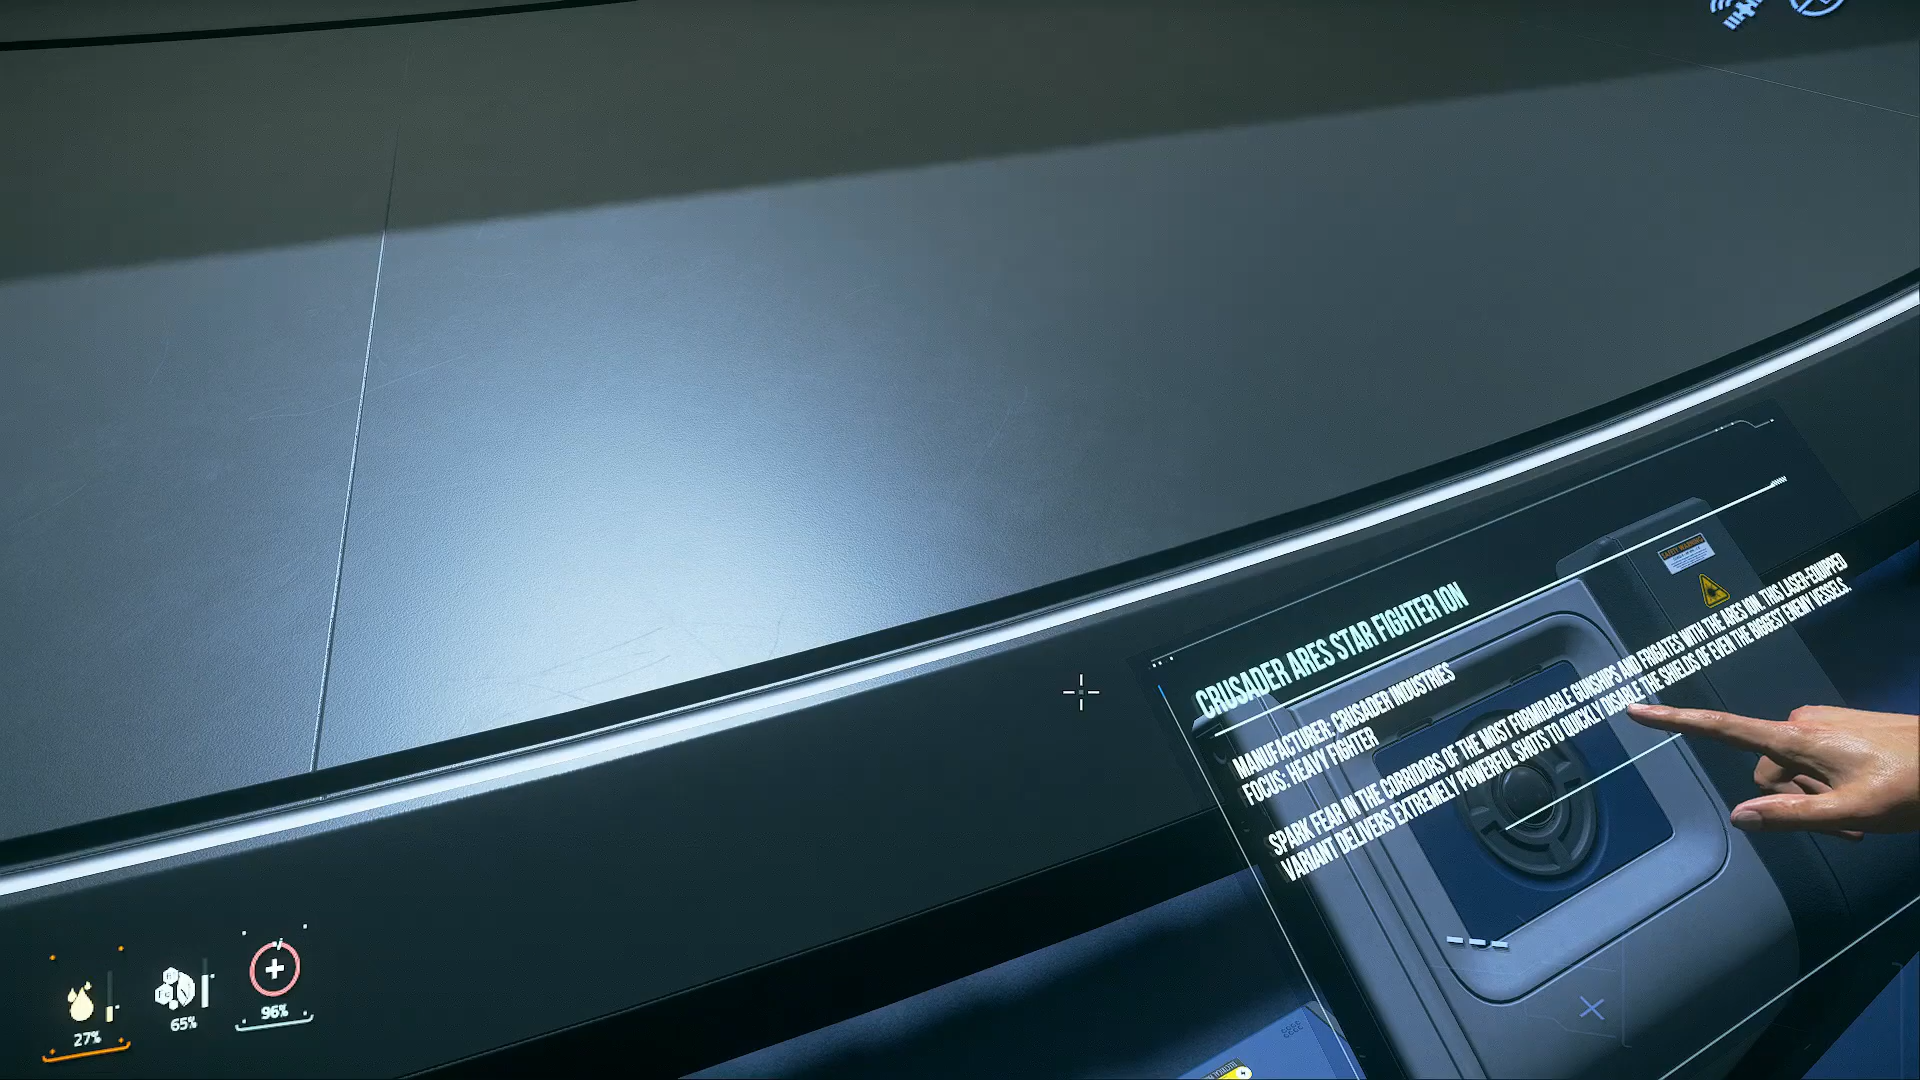 CRUSADER ARES STAR FIGHTER ION
MANUFACTURER: CRUSADER INDUSTRIES
FOCUS: HEAVY FIGHTER
SPARK FEAR IN THE CORRIDORS OF THE MOST FORMIDABLE GUNSHIPS AND FRIGATES WITH THE ARES ION. THIS LASER-EQUIPPED
VARIANT DELIVERS EXTREMELY POWERFUL SHOTS TO QUICKLY DISABLE THE SHIELDS OF EVEN THE BIGGEST ENEMY VESSELS.
SAFETY WARNING
27%
65%
96%